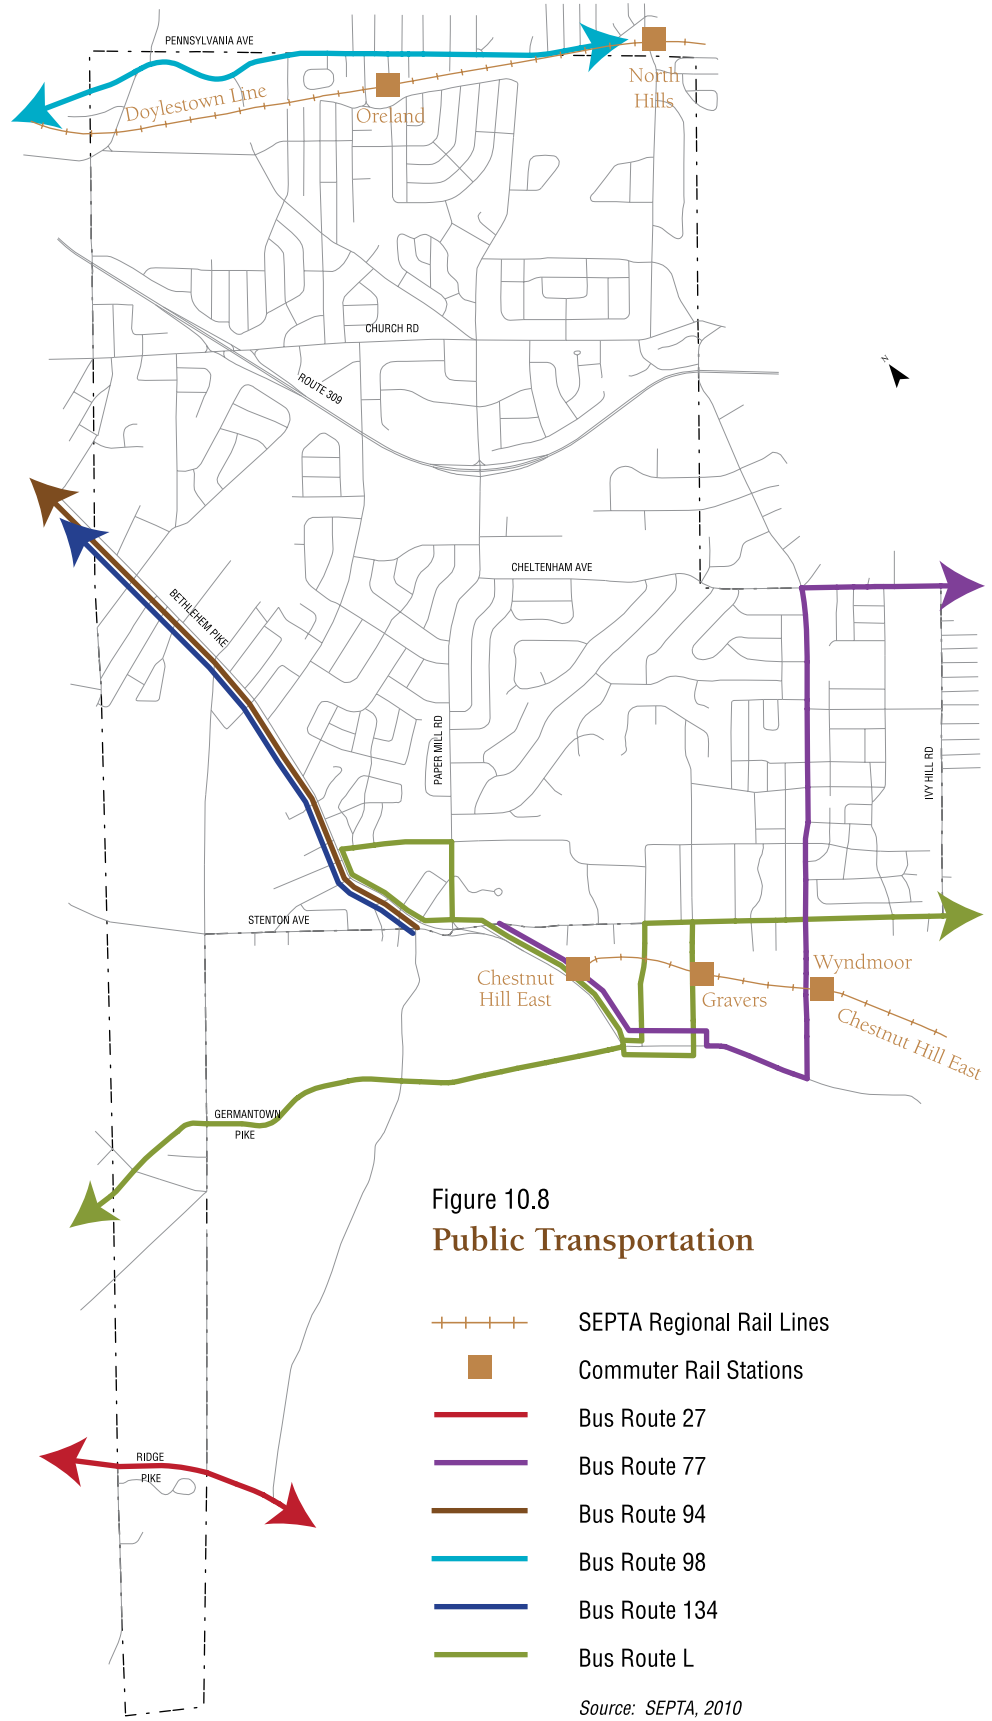 PENNSYLVANIA AVE
North
Hills
Doylestown Line
Oreland
CHURCH RD
N
ROUTE 309
CHELTENHAM AVE
BETHLEHEM PIKE
PAPER MILL RD
IVY HILL RD
STENTON AVE
Chestnut
Hill East
Wyndmoor
Gravers
Chestnut Hill East
GERMANTOWN
PIKE
Figure 10.8
Public Transportation
SEPTA Regional Rail Lines
Commuter Rail Stations
Bus Route 27
RIDGE
PIKE
Bus Route 77
Bus Route 94
Bus Route 98
Bus Route 134
Bus Route L
Source: SEPTA, 2010